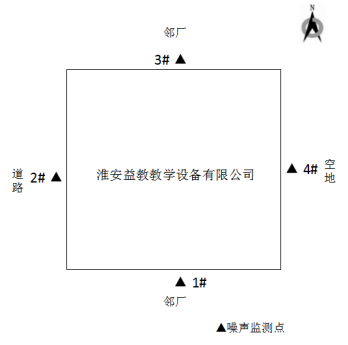 N
邻厂
3# ▲
道路
2# ▲
淮安益教教学设备有限公司
▲ 4#
空地
▲ 1#
邻厂
▲噪声监测点